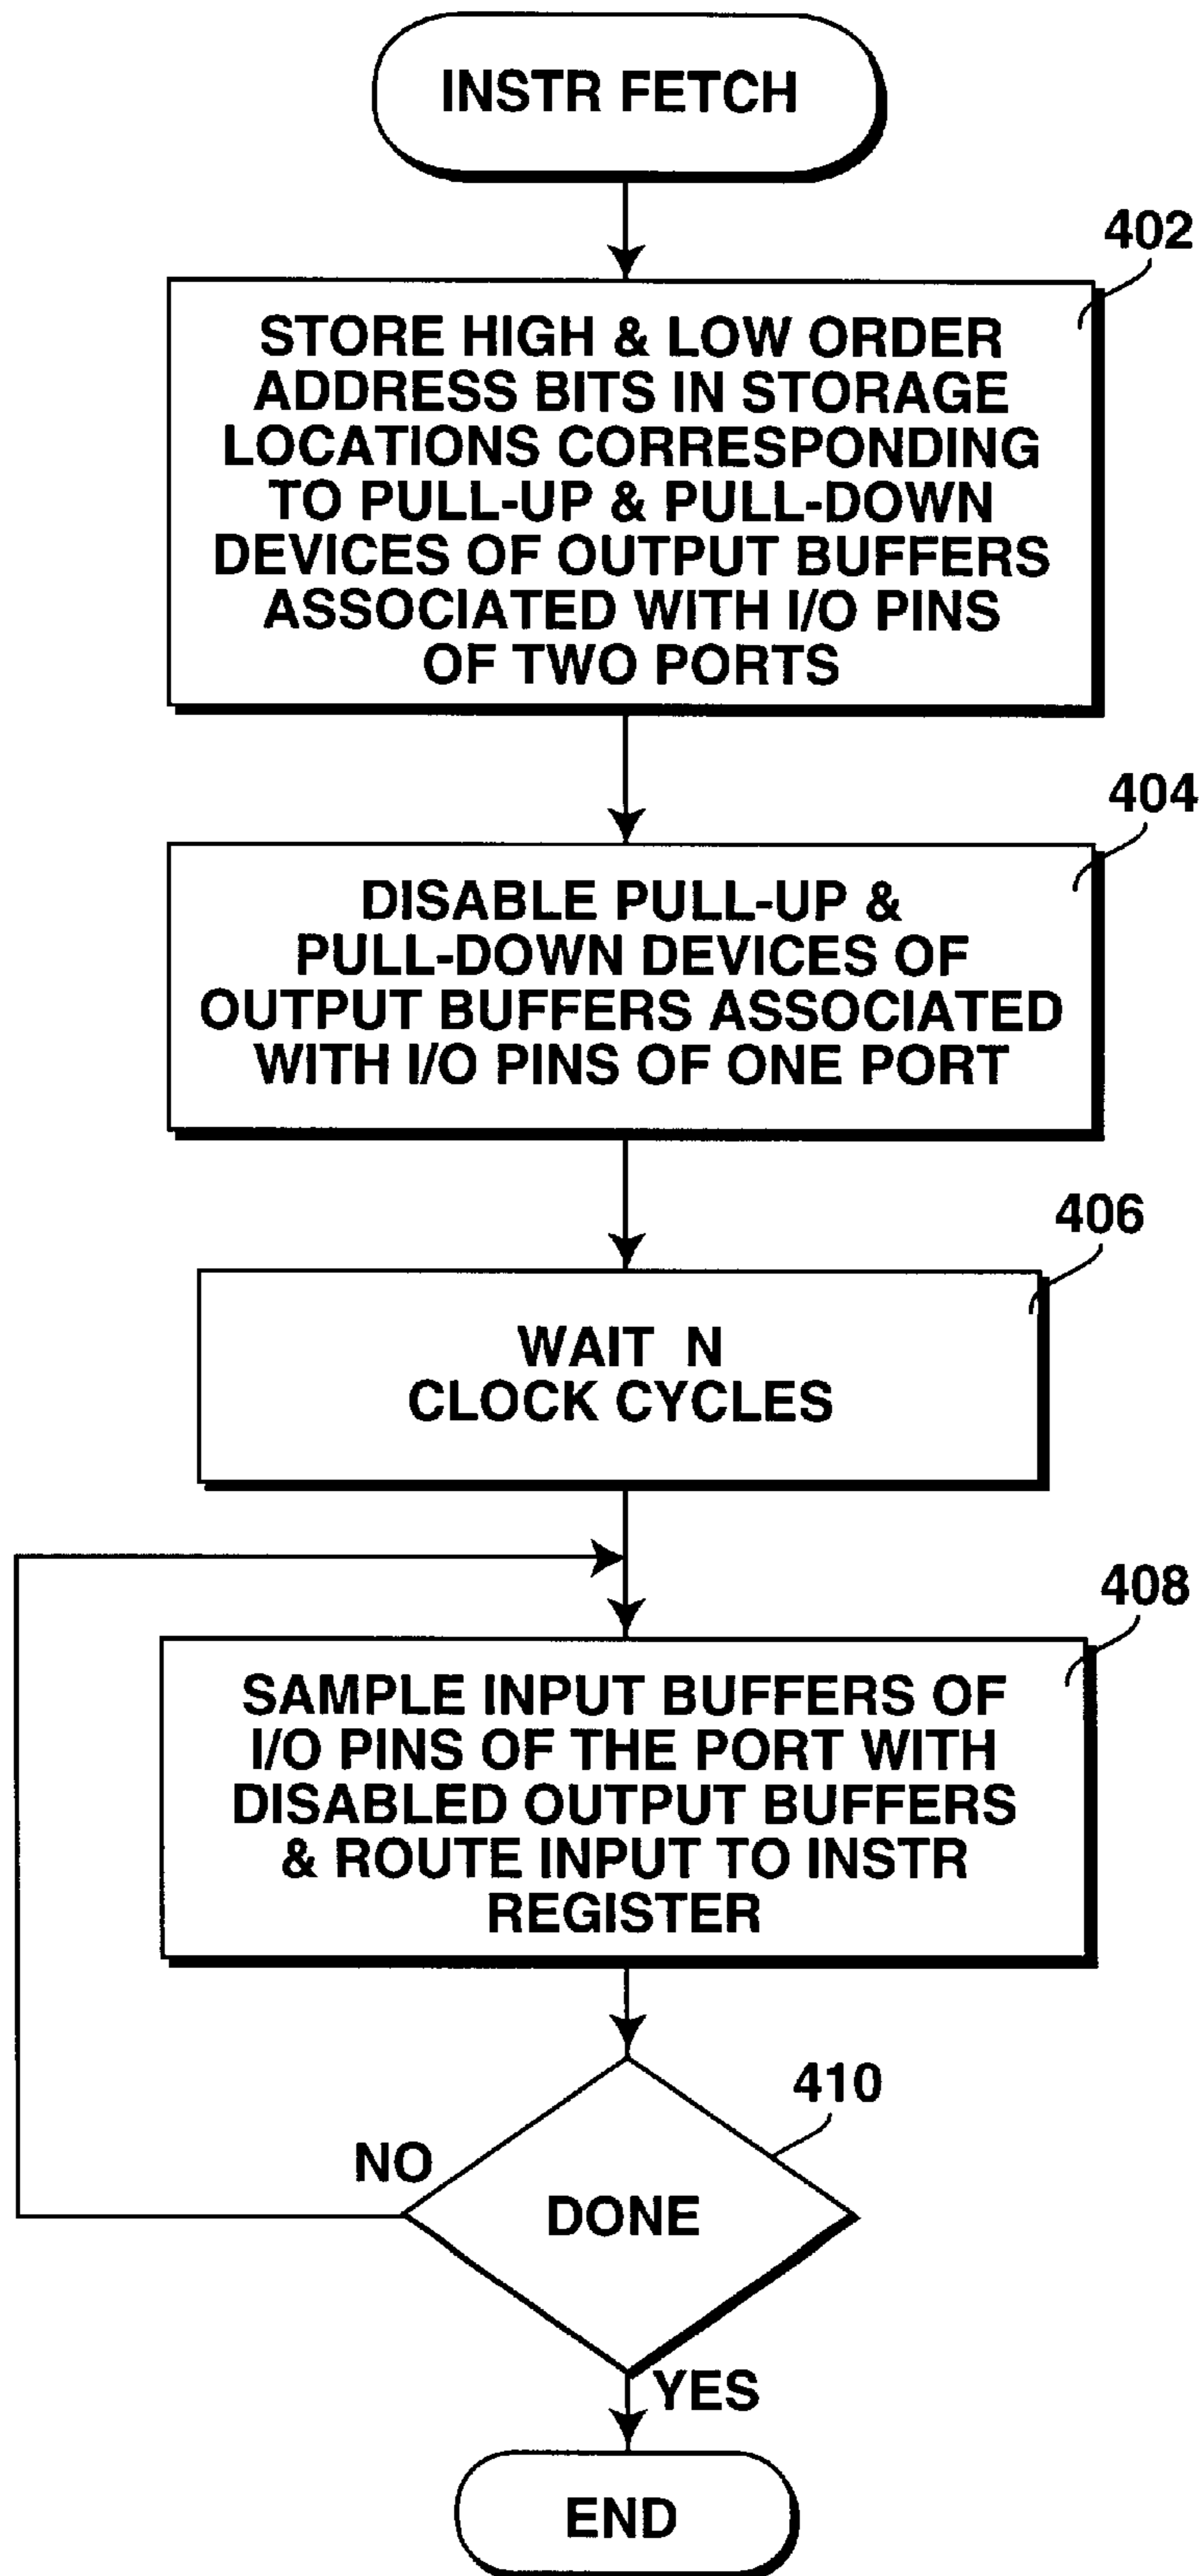 INSTR FETCH
402
STORE HIGH & LOW ORDER
ADDRESS BITS IN STORAGE
LOCATIONS CORRESPONDING
TO PULL-UP & PULL-DOWN
DEVICES OF OUTPUT BUFFERS
ASSOCIATED WITH I/O PINS
OF TWO PORTS
404
DISABLE PULL-UP &
PULL-DOWN DEVICES OF
OUTPUT BUFFERS ASSOCIATED
WITH I/O PINS OF ONE PORT
406
WAIT N
CLOCK CYCLES
408
SAMPLE INPUT BUFFERS OF
I/O PINS OF THE PORT WITH
DISABLED OUTPUT BUFFERS
& ROUTE INPUT TO INSTR
REGISTER
410
NO
DONE
YES
END